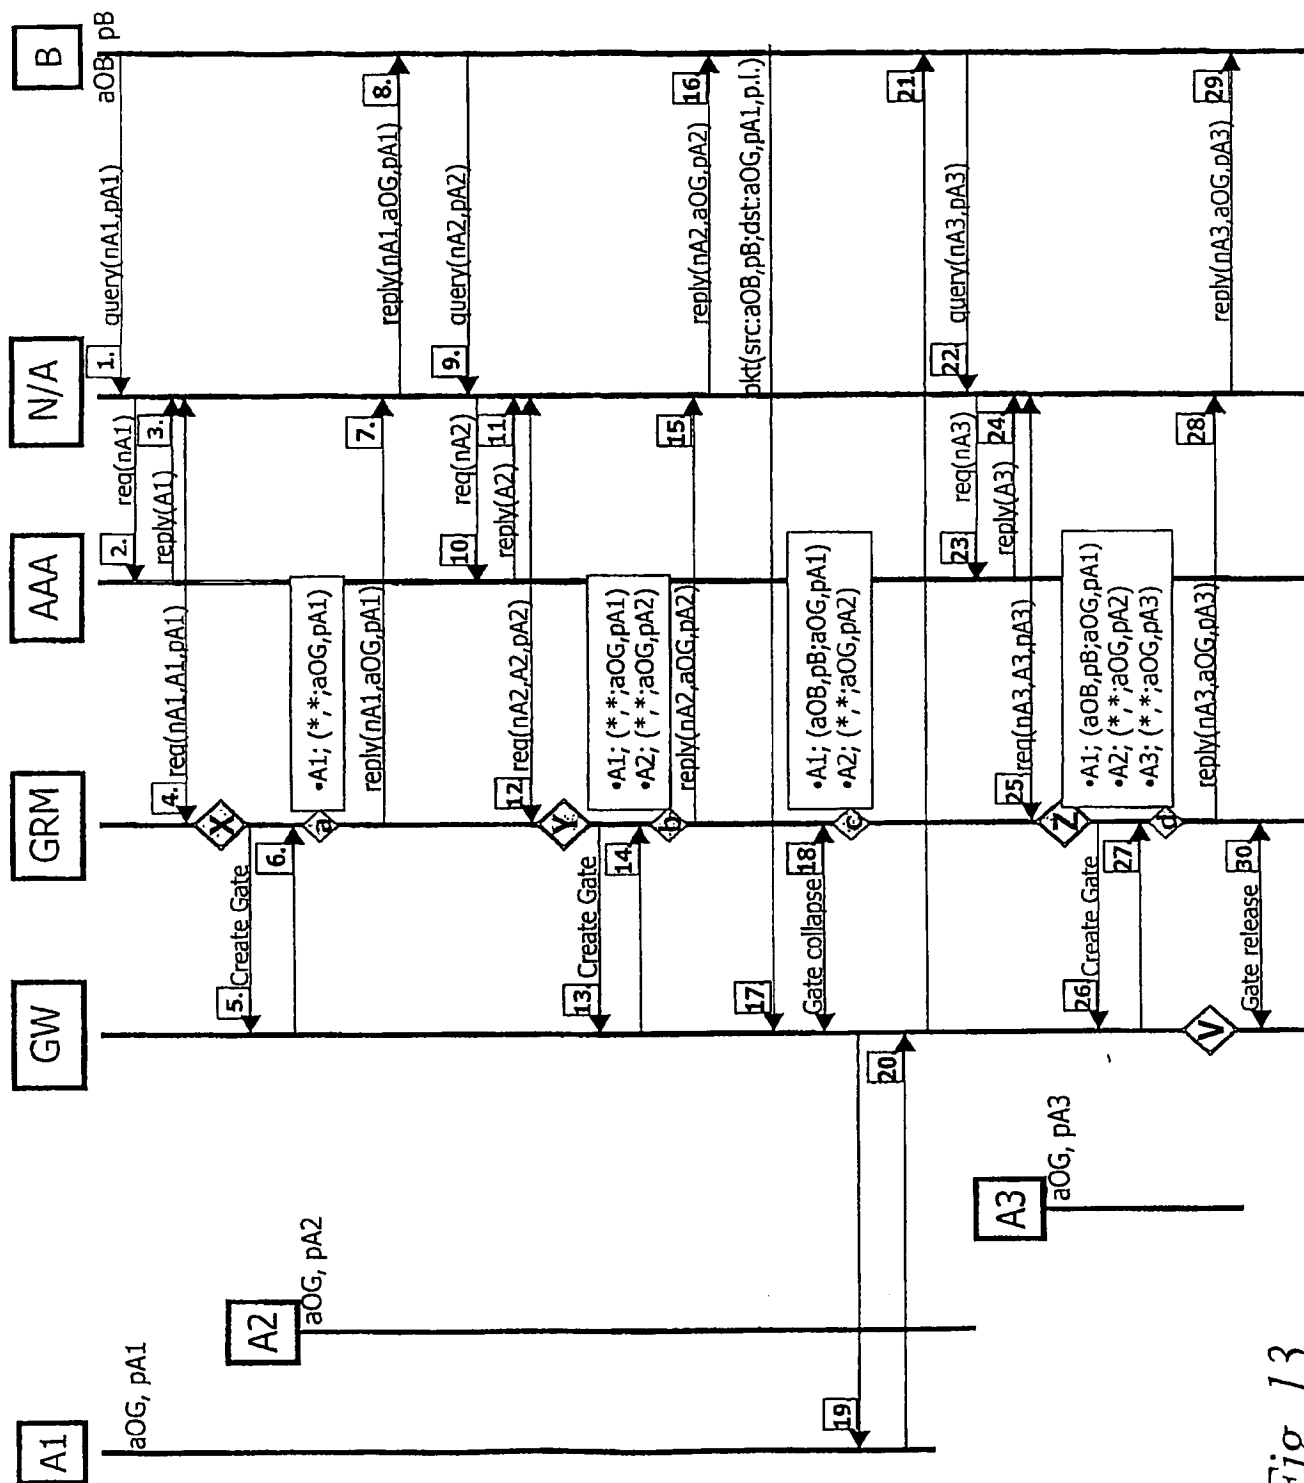 A1
aOG, pA1
A2
aOG, pA2
A3
aOG, pA3
GW
GRM
AAA
N/A
B
aOB, pB
1.
query(nA1,pA1)
2.
req(nA1)
3.
reply(A1)
4.
req(nA1,A1,pA1)
X
5.
Create Gate
6.
a
•A1; (*,*;aOG,pA1)
7.
reply(nA1,aOG,pA1)
8.
reply(nA1,aOG,pA1)
9.
query(nA2,pA2)
10.
req(nA2)
11.
reply(A2)
12.
req(nA2,A2,pA2)
Y
13.
Create Gate
14.
b
•A1; (*,*;aOG,pA1)
•A2; (*,*;aOG,pA2)
15.
reply(nA2,aOG,pA2)
16.
reply(nA2,aOG,pA2)
17.
pkt(src:aOB,pB;dst:aOG,pA1,p.l.)
18.
Gate collapse
c
•A1; (aOB,pB;aOG,pA1)
•A2; (*,*;aOG,pA2)
19.
20.
21.
22.
query(nA3,pA3)
23.
req(nA3)
24.
reply(A3)
25.
req(nA3,A3,pA3)
Z
26.
Create Gate
27.
d
•A1; (aOB,pB;aOG,pA1)
•A2; (*,*;aOG,pA2)
•A3; (*,*;aOG,pA3)
28.
reply(nA3,aOG,pA3)
29.
reply(nA3,aOG,pA3)
V
30.
Gate release
Fig. 13